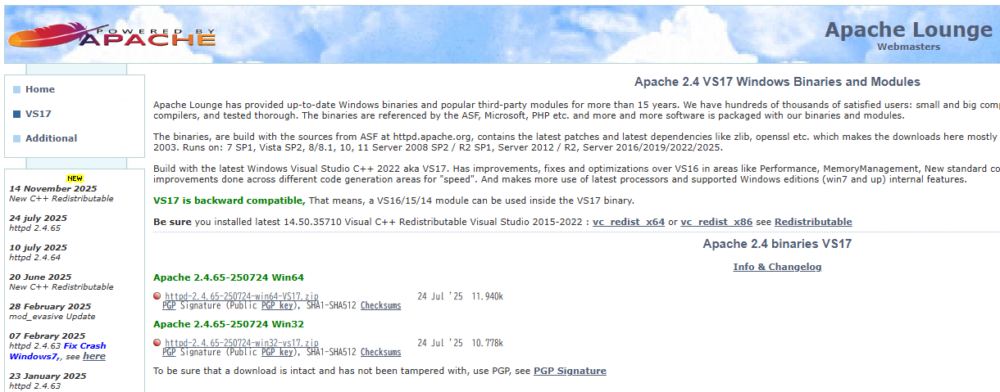 POWERED BY
APACHE
Apache Lounge
Webmasters
Home
VS17
Additional
NEW
14 November 2025
New C++ Redistributable
24 july 2025
httpd 2.4.65
10 july 2025
httpd 2.4.64
20 June 2025
New C++ Redistributable
28 February 2025
mod_evasive Update
07 Febrary 2025
httpd 2.4.63 Fix Crash
Windows7,, see here
23 January 2025
httpd 2.4.63
Apache 2.4 VS17 Windows Binaries and Modules
Apache Lounge has provided up-to-date Windows binaries and popular third-party modules for more than 15 years. We have hundreds of thousands of satisfied users: small and big
compilers, and tested thorough. The binaries are referenced by the ASF, Microsoft, PHP etc. and more and more software is packaged with our binaries and modules.
The binaries, are build with the sources from ASF at httpd.apache.org, contains the latest patches and latest dependencies like zlib, openssl etc. which makes the downloads here mostly
2003. Runs on: 7 SP1, Vista SP2, 8/8.1, 10, 11 Server 2008 SP2 / R2 SP1, Server 2012 / R2, Server 2016/2019/2022/2025.
Build with the latest Windows Visual Studio C++ 2022 aka VS17. Has improvements, fixes and optimizations over VS16 in areas like Performance, MemoryManagement, New standard
improvements done across different code generation areas for "speed". And makes more use of latest processors and supported Windows editions (win7 and up) internal features.
VS17 is backward compatible, That means, a VS16/15/14 module can be used inside the VS17 binary.
Be sure you installed latest 14.50.35710 Visual C++ Redistributable Visual Studio 2015-2022 : vc_redist_x64 or vc_redist_x86 see Redistributable
Apache 2.4 binaries VS17
Info & Changelog
Apache 2.4.65-250724 Win64
httpd-2.4.65-250724-win64-VS17.zip 24 Jul '25 11.940k
PGP Signature (Public PGP key), SHA1-SHA512 Checksums
Apache 2.4.65-250724 Win32
httpd-2.4.65-250724-win32-vs17.zip 24 Jul '25 10.778k
PGP Signature (Public PGP key), SHA1-SHA512 Checksums
To be sure that a download is intact and has not been tampered with, use PGP, see PGP Signature